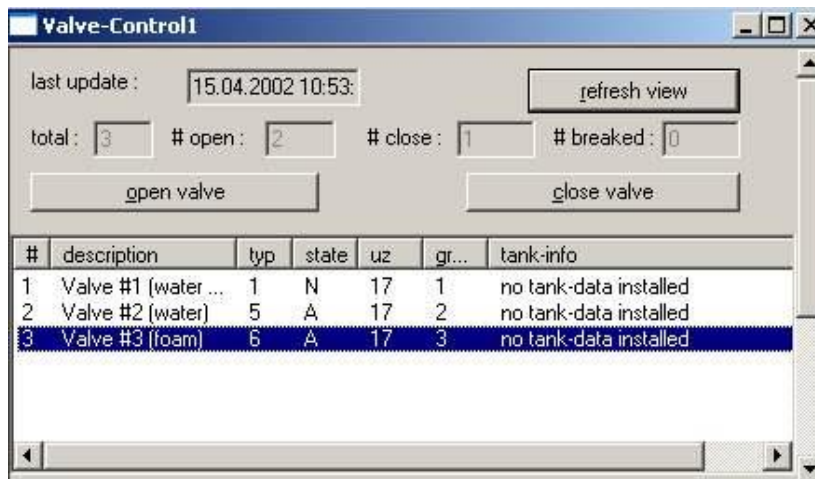 Valve-Control1
last update : 15.04.2002 10:53: refresh view
total : 3 # open : 2 # close : 1 # breaked : 0
open valve close valve
# description typ state uz gr... tank-info
1 Valve #1 (water ... 1 N 17 1 no tank-data installed
2 Valve #2 (water) 5 A 17 2 no tank-data installed
3 Valve #3 (foam) 6 A 17 3 no tank-data installed